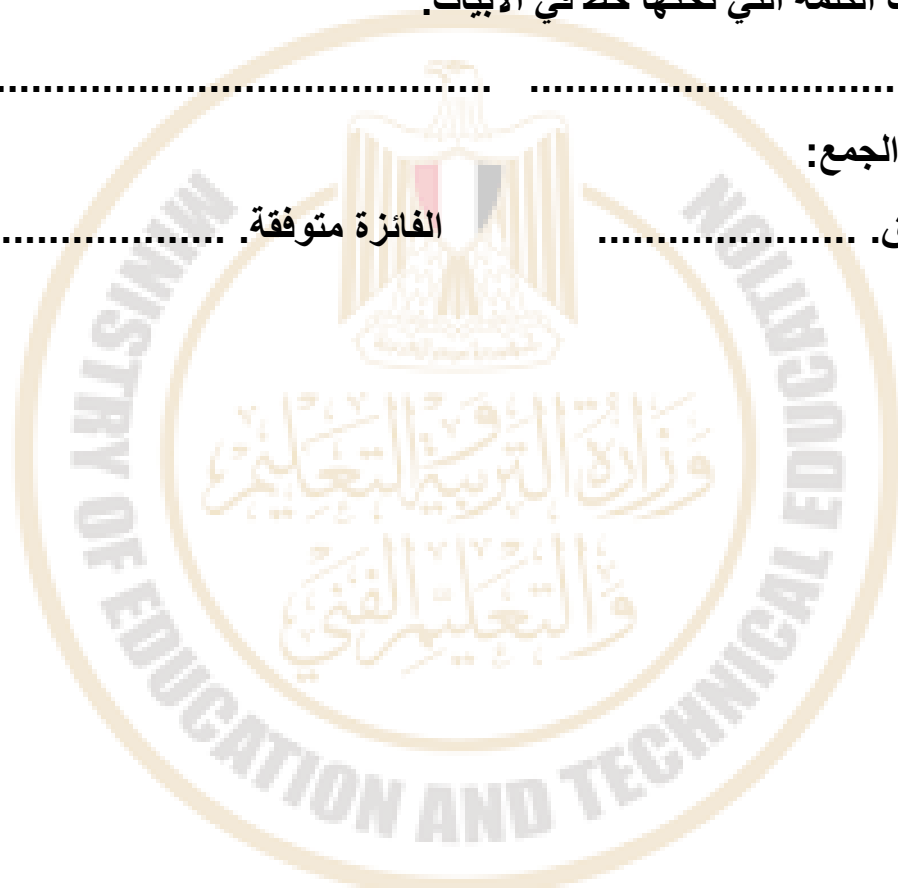 الكلمة التي تحتها خط في الأبيات.
................................ ..........................................
الجمع:
ق. ...................... الفائزة متوفقة. ...................
وزارة التربية والتعليم
والتعليم الفني
MINISTRY OF EDUCATION AND TECHNICAL EDUCATION